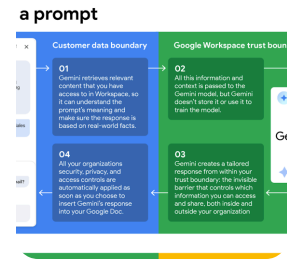 a prompt
Customer data boundary
Google Workspace trust boun
01
Gemini retrieves relevant
content that you have
access to in Workspace, so
it can understand the
prompt's meaning and
make sure the response is
based on real-world facts.
02
All this information and
context is passed to the
Gemini model, but Gemini
doesn't store it or use it to
train the model.
04
All your organizations
security, privacy, and
access controls are
automatically applied as
soon as you choose to
insert Gemini's response
into your Google Doc.
03
Gemini creates a tailored
response from within your
trust boundary: the invisible
barrier that controls which
information you can access
and share, both inside and
outside your organization
Ge